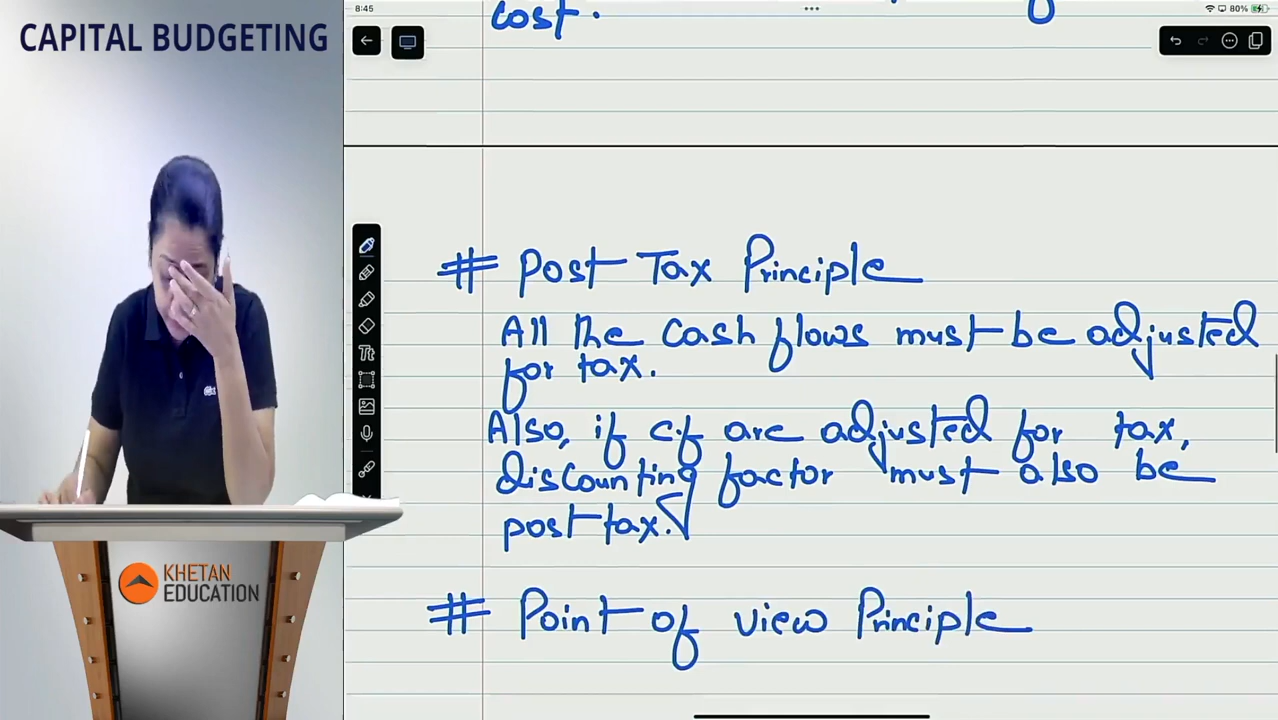 CAPITAL BUDGETING
8:45
80%
cost.
# Post Tax Principle
All the cash flows must be adjusted
for tax.
Also, if c.f are adjusted for tax,
discounting factor must also be
post tax.
# Point of view Principle
Tt
KHETAN
EDUCATION